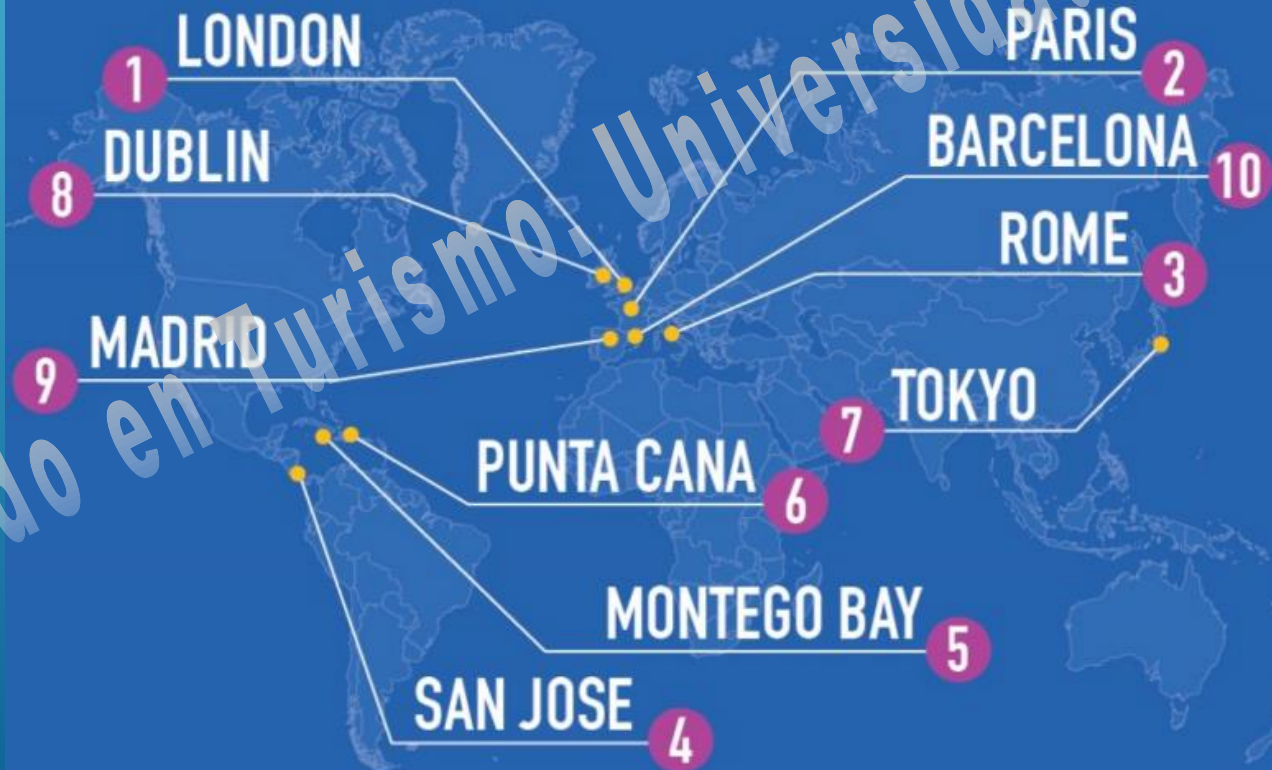 LONDON
1
PARIS
2
DUBLIN
8
BARCELONA
10
ROME
3
MADRID
9
TOKYO
7
PUNTA CANA
6
MONTEGO BAY
5
SAN JOSE
4
do en Turismo. Universidad